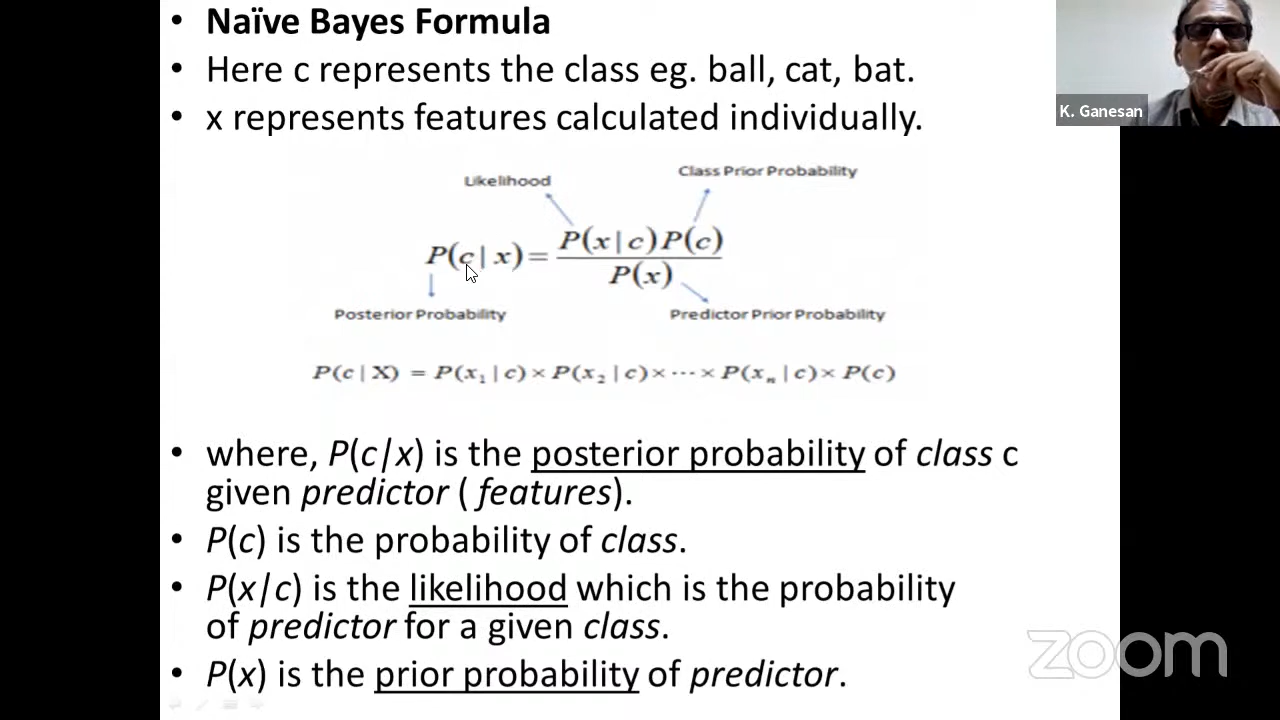 • Naïve Bayes Formula
• Here c represents the class eg. ball, cat, bat.
• x represents features calculated individually.
K. Ganesan
Likelihood
Class Prior Probability
P(c | x) = P(x | c) P(c) / P(x)
Posterior Probability
Predictor Prior Probability
P(c | X) = P(x₁ | c) × P(x₂ | c) × ··· × P(xₙ | c) × P(c)
• where, P(c/x) is the posterior probability of class c
given predictor ( features).
• P(c) is the probability of class.
• P(x/c) is the likelihood which is the probability
of predictor for a given class.
• P(x) is the prior probability of predictor.
zoom